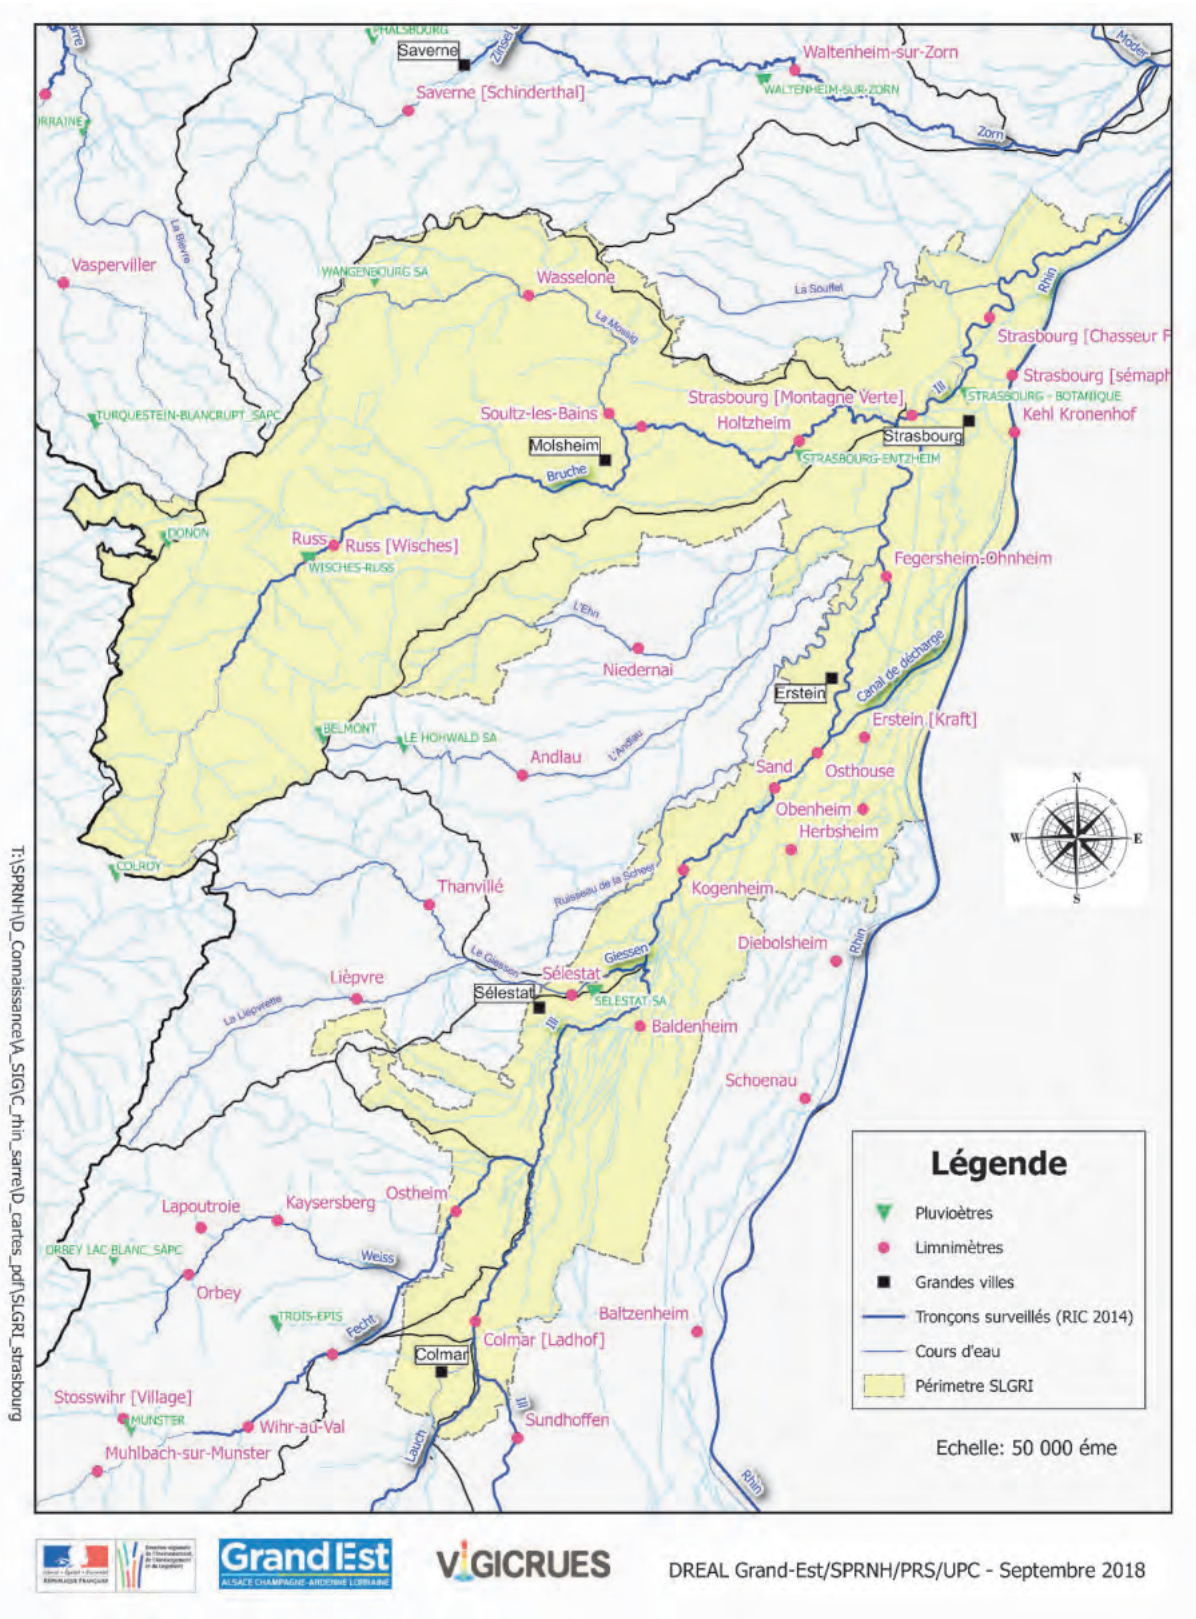 PHALSBOURG
Saverne
Moder
Waltenheim-sur-Zorn
WALTENHEIM-SUR-ZORN
Saverne [Schinderthal]
Zorn
La Bièvre
Vasperviller
WANGENBOURG SA
Wasselone
La Mossig
La Souffel
Rhin
Strasbourg [Chasseur F
Strasbourg [sémaph
Strasbourg [Montagne Verte]
Ill
STRASBOURG - BOTANIQUE
TURQUESTEIN-BLANCRUPT_SAPC
Soultz-les-Bains
Holtzheim
Kehl Kronenhof
Molsheim
Strasbourg
STRASBOURG-ENTZHEIM
Bruche
DONON
Russ
Russ [Wisches]
WISCHES-RUSS
Fegersheim-Ohnheim
L'Ehn
Niedernai
Canal de décharge
Erstein
BELMONT
LE HOHWALD SA
Erstein [Kraft]
L'Andlau
Andlau
Sand
Osthouse
Obenheim
Herbsheim
COLROY
Thanvillé
Ruisseau de la Scheer
Kogenheim
Diebolsheim
Rhin
Le Giessen
Giessen
Lièpvre
Sélestat
Sélestat
SELESTAT SA
La Liepvrette
Ill
Baldenheim
Schoenau
Ostheim
Lapoutroie
Kaysersberg
ORBEY LAC BLANC_SAPC
Weiss
Orbey
TROIS-EPIS
Fecht
Baltzenheim
Colmar [Ladhof]
Colmar
Stosswihr [Village]
MUNSTER
Wihr-au-Val
Ill
Sundhoffen
Muhlbach-sur-Munster
Lauch
Rhin
N
W
E
S
Légende
Pluvioètres
Limnimètres
Grandes villes
Tronçons surveillés (RIC 2014)
Cours d'eau
Périmetre SLGRI
Echelle: 50 000 éme
T:\SPRNH\D_Connaissance\A_SIG\C_rhin_sarre\D_cartes_pdf\SLGRI_strasbourg
RÉPUBLIQUE FRANÇAISE
Grand Est
ALSACE CHAMPAGNE-ARDENNE LORRAINE
VIGICRUES
DREAL Grand-Est/SPRNH/PRS/UPC - Septembre 2018